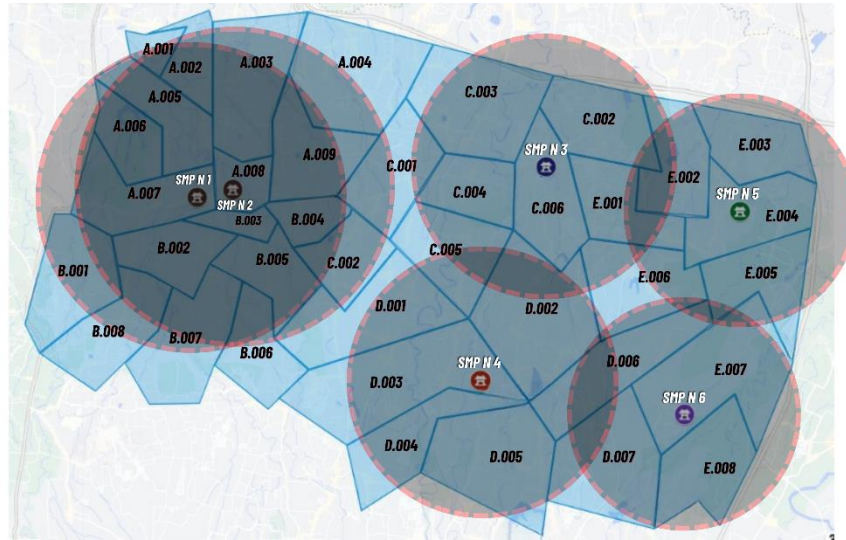 A.001
A.002
A.003
A.004
A.005
A.006
A.007
A.008
A.009
SMP N 1
SMP N 2
B.001
B.002
B.003
B.004
B.005
B.006
B.007
B.008
C.001
C.002
C.003
C.002
C.004
C.005
C.006
SMP N 3
D.001
D.002
D.003
D.004
D.005
D.006
D.007
SMP N 4
E.001
E.002
E.003
E.004
E.005
E.006
E.007
E.008
SMP N 5
SMP N 6